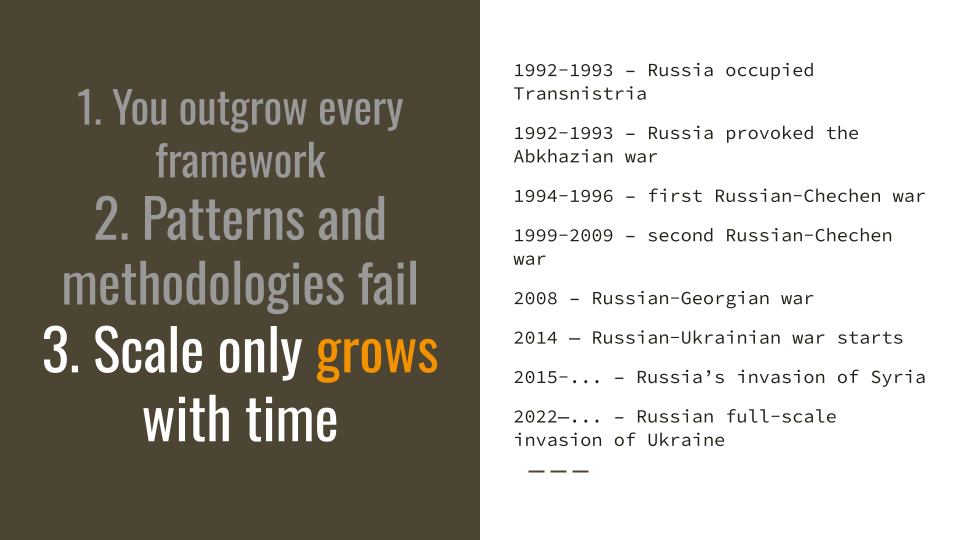 1. You outgrow every
framework
2. Patterns and
methodologies fail
3. Scale only grows
with time
1992-1993 – Russia occupied
Transnistria
1992-1993 – Russia provoked the
Abkhazian war
1994-1996 – first Russian-Chechen war
1999-2009 – second Russian-Chechen
war
2008 – Russian-Georgian war
2014 — Russian-Ukrainian war starts
2015-... – Russia’s invasion of Syria
2022—... – Russian full-scale
invasion of Ukraine